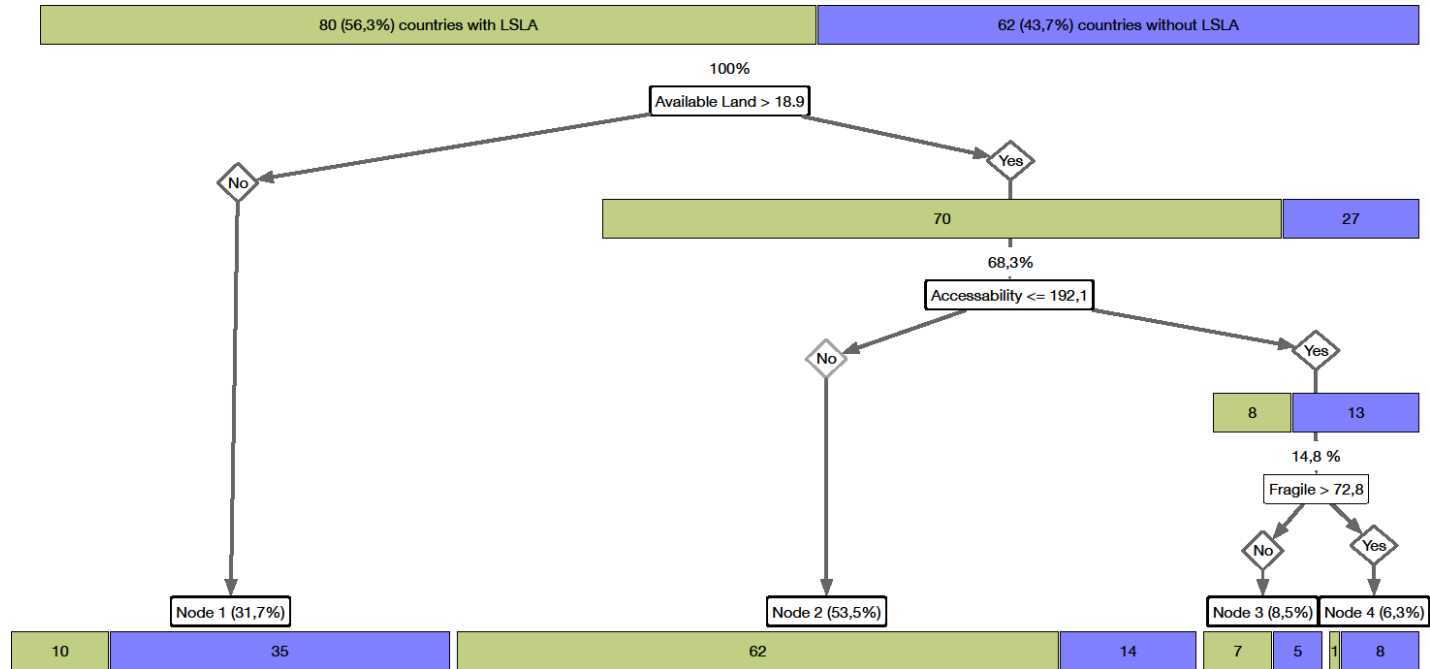 80 (56,3%) countries with LSLA
62 (43,7%) countries without LSLA
100%
Available Land > 18.9
No
Yes
70
27
68,3%
Accessability <= 192,1
No
Yes
8
13
14,8 %
Fragile > 72,8
No
Yes
Node 1 (31,7%)
Node 2 (53,5%)
Node 3 (8,5%)
Node 4 (6,3%)
10
35
62
14
7
5
1
8